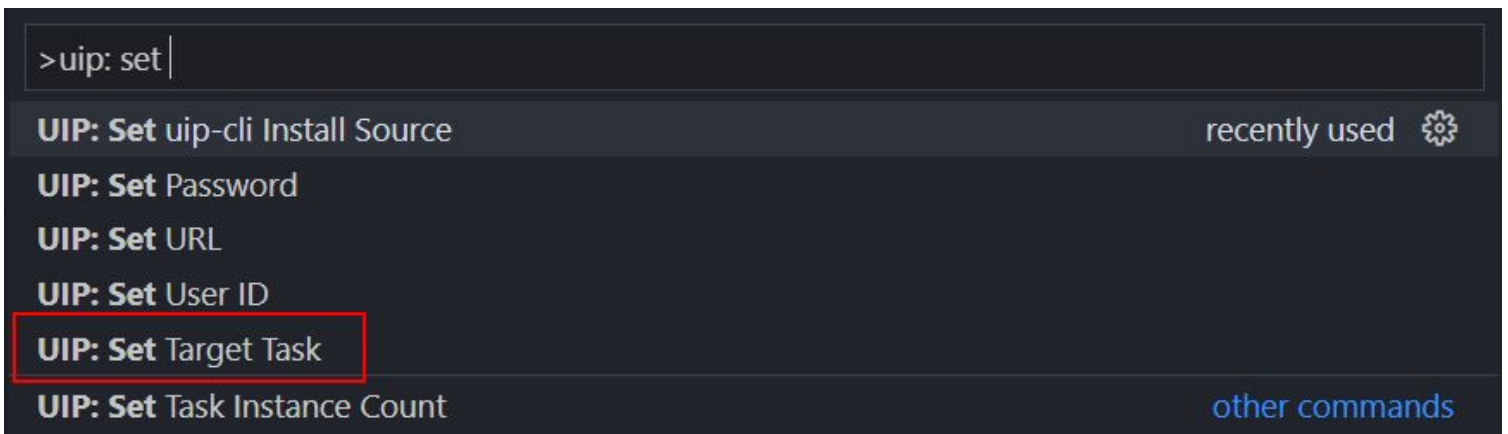 >uip: set
UIP: Set uip-cli Install Source recently used
UIP: Set Password
UIP: Set URL
UIP: Set User ID
UIP: Set Target Task
UIP: Set Task Instance Count other commands